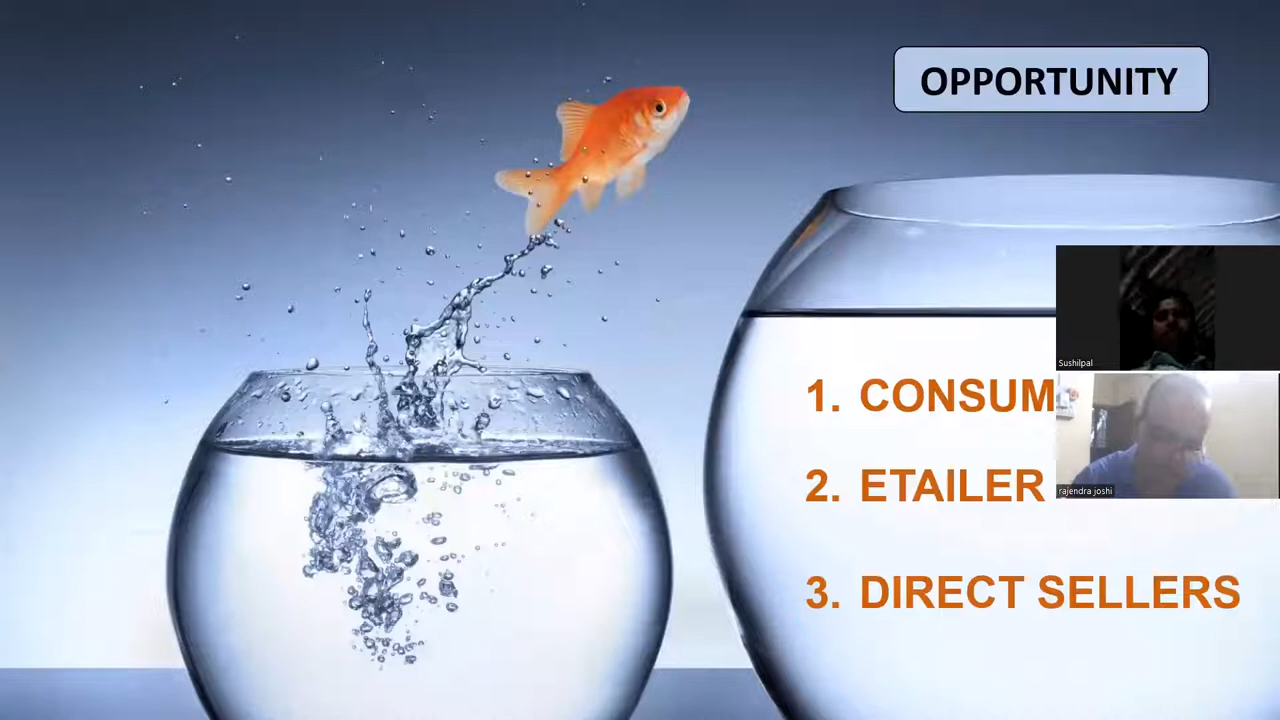 OPPORTUNITY
Sushilpal
1. CONSUM
rajendra joshi
2. ETAILER
3. DIRECT SELLERS